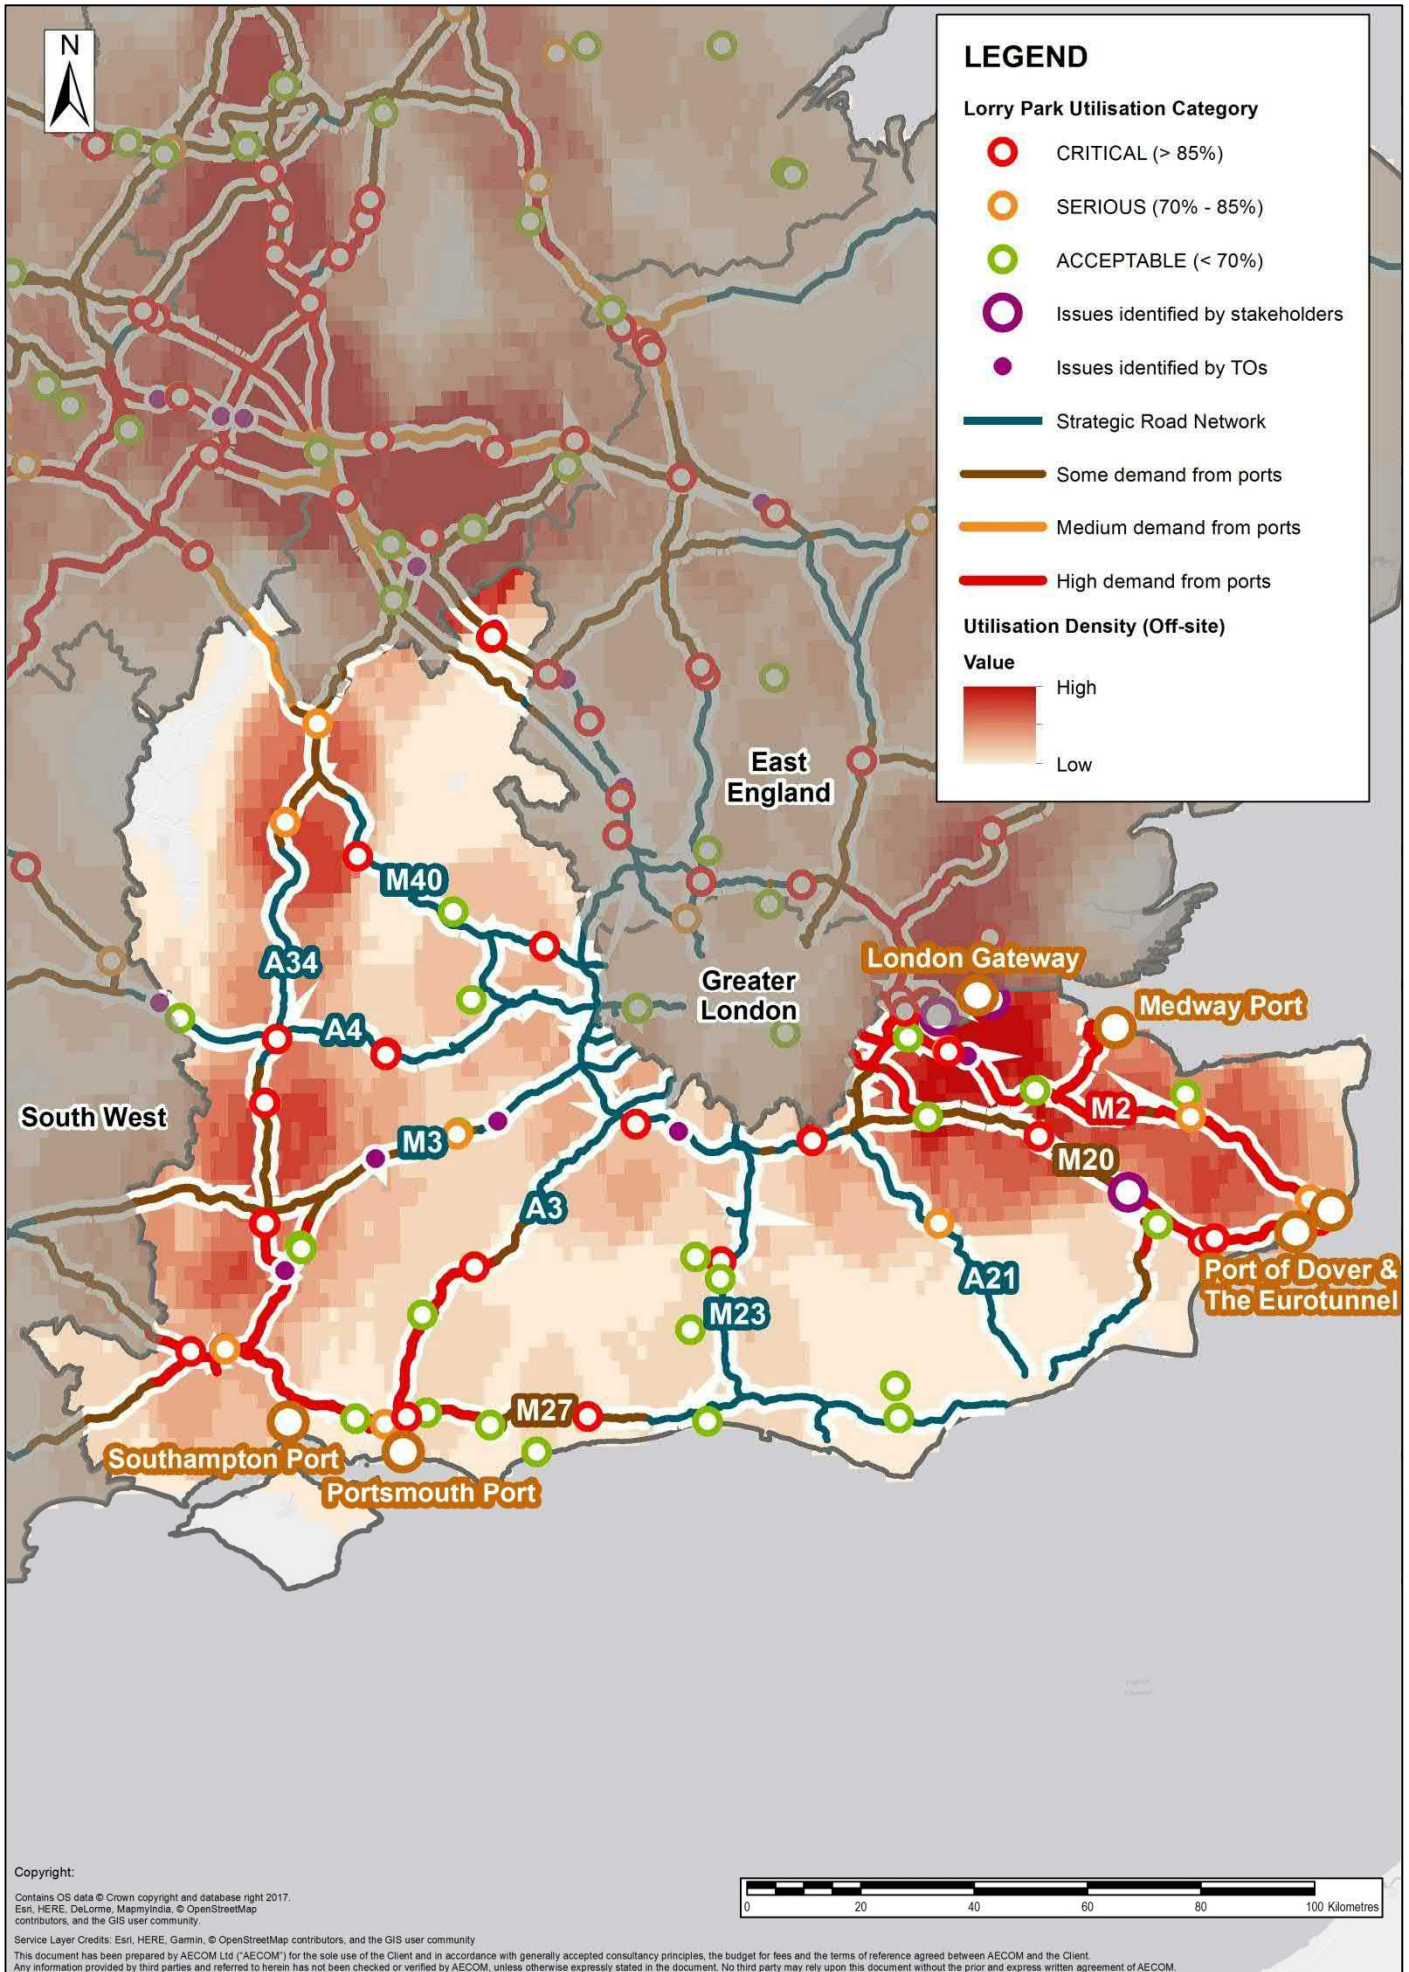 N
LEGEND
Lorry Park Utilisation Category
CRITICAL (> 85%)
SERIOUS (70% - 85%)
ACCEPTABLE (< 70%)
Issues identified by stakeholders
Issues identified by TOs
Strategic Road Network
Some demand from ports
Medium demand from ports
High demand from ports
Utilisation Density (Off-site)
Value
High
Low
East
England
M40
A34
London Gateway
Greater
London
Medway Port
A4
South West
M3
M2
M20
A3
A21
Port of Dover &
The Eurotunnel
M23
M27
Southampton Port
Portsmouth Port
Copyright:
Contains OS data © Crown copyright and database right 2017.
Esri, HERE, DeLorme, MapmyIndia, © OpenStreetMap
contributors, and the GIS user community.
0 20 40 60 80 100 Kilometres
Service Layer Credits: Esri, HERE, Garmin, © OpenStreetMap contributors, and the GIS user community
This document has been prepared by AECOM Ltd ("AECOM") for the sole use of the Client and in accordance with generally accepted consultancy principles, the budget for fees and the terms of reference agreed between AECOM and the Client.
Any information provided by third parties and referred to herein has not been checked or verified by AECOM, unless otherwise expressly stated in the document. No third party may rely upon this document without the prior and express written agreement of AECOM.